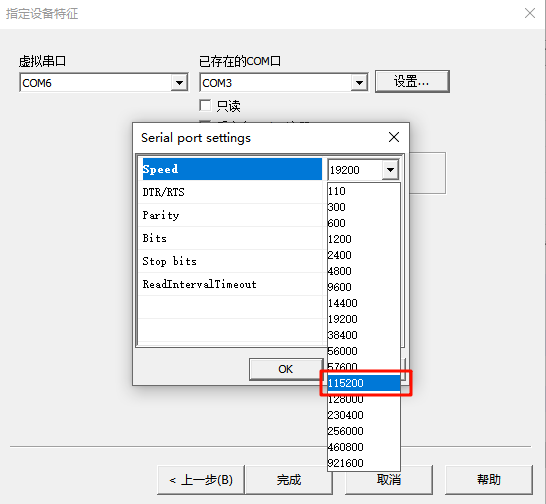 指定设备特征
虚拟串口
已存在的COM口
COM6
COM3
设置...
只读
Serial port settings
Speed
19200
DTR/RTS
Parity
Bits
Stop bits
ReadIntervalTimeout
110
300
600
1200
2400
4800
9600
14400
19200
38400
56000
57600
115200
128000
230400
256000
460800
921600
OK
< 上一步(B)
完成
取消
帮助